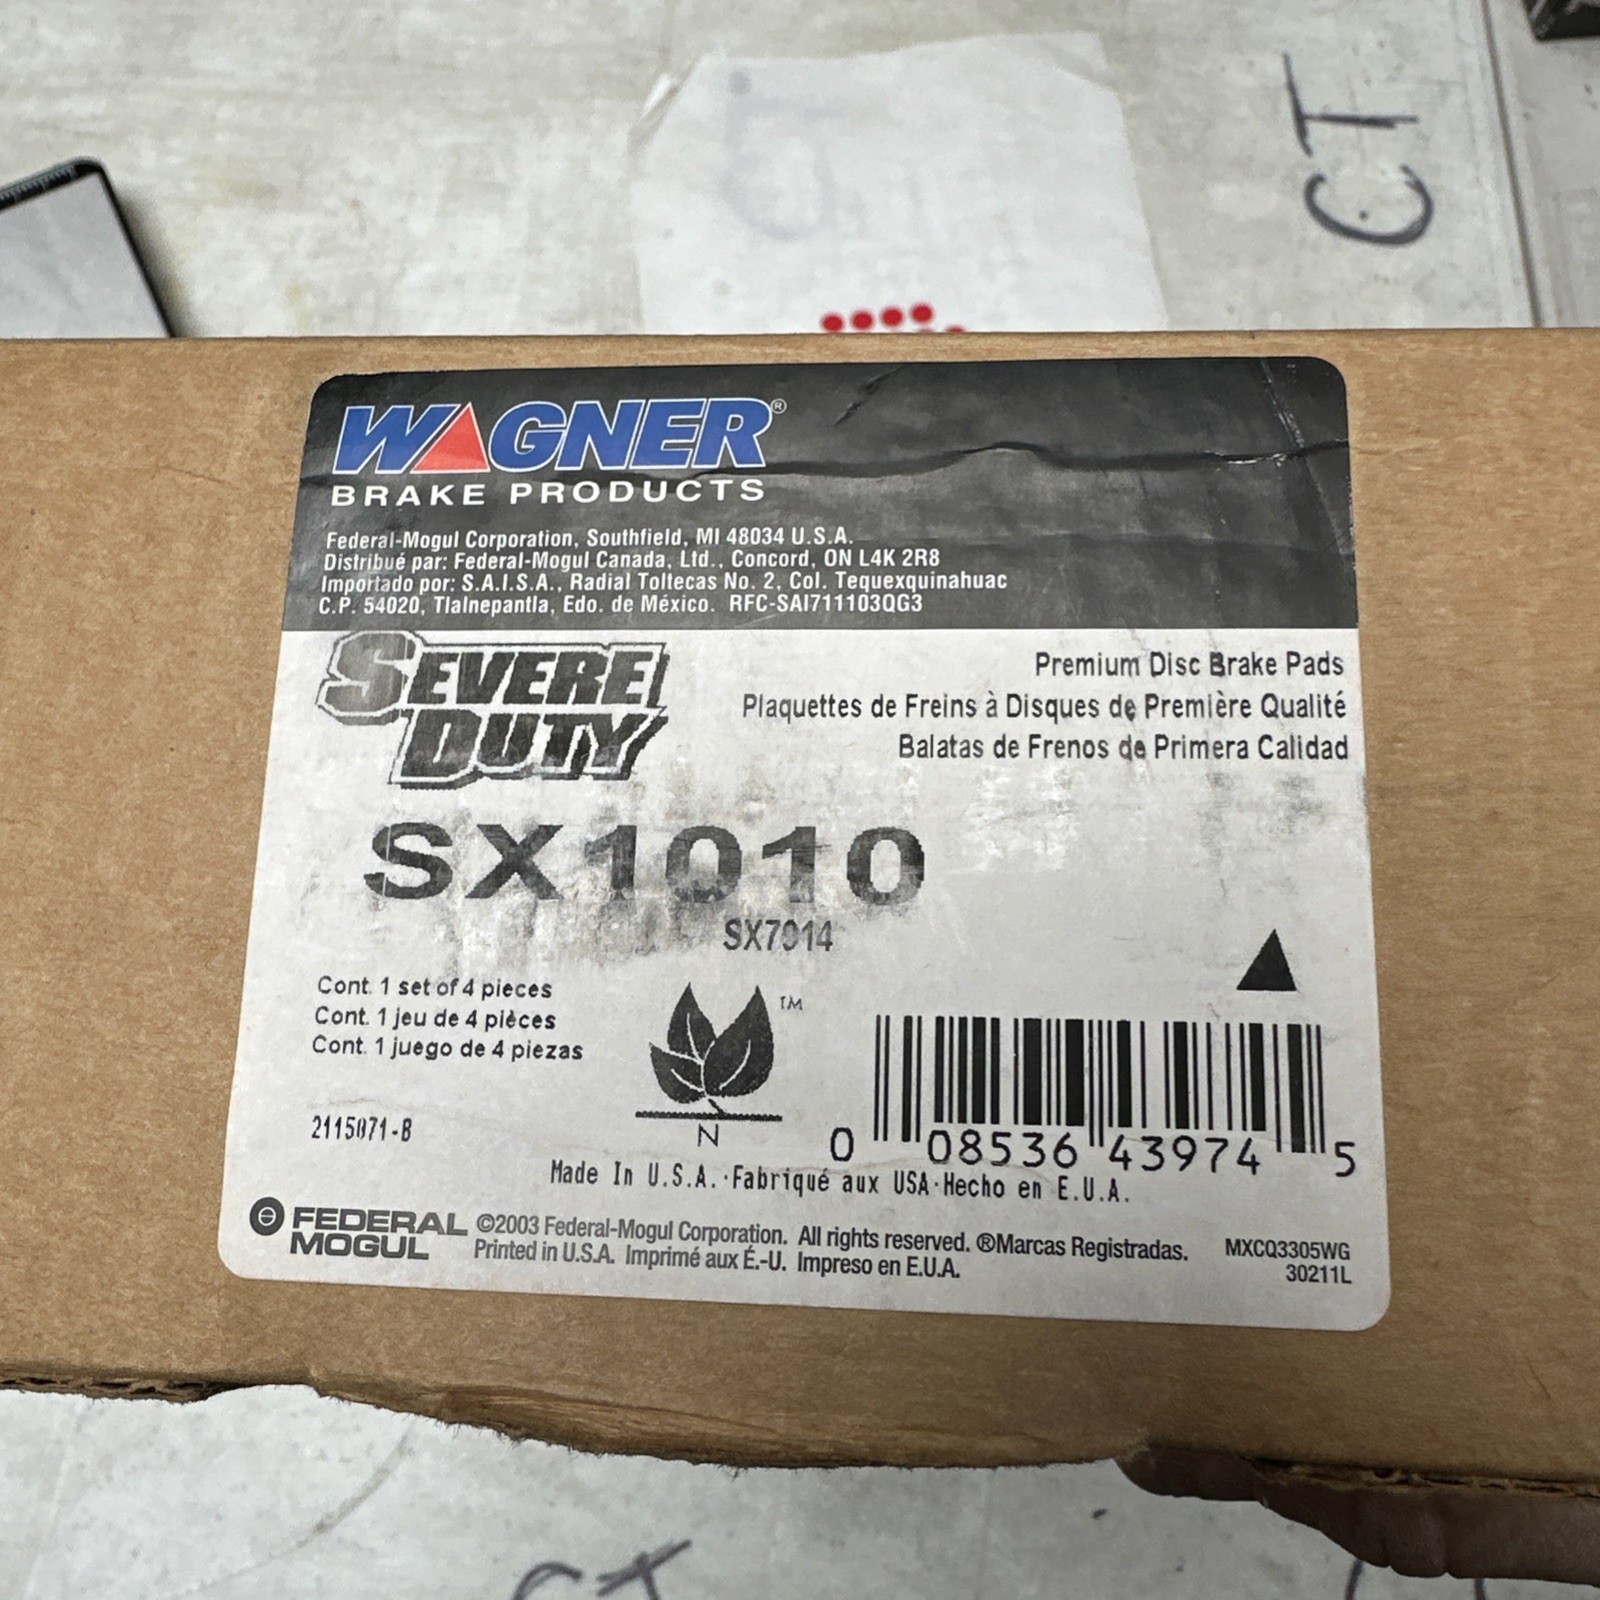 CT
WAGNER®
BRAKE PRODUCTS
Federal-Mogul Corporation, Southfield, MI 48034 U.S.A.
Distribué par: Federal-Mogul Canada, Ltd., Concord, ON L4K 2R8
Importado por: S.A.I.S.A., Radial Toltecas No. 2, Col. Tequexquinahuac
C.P. 54020, Tlalnepantla, Edo. de México. RFC-SAI711103QG3
SEVERE
DUTY
Premium Disc Brake Pads
Plaquettes de Freins à Disques de Première Qualité
Balatas de Frenos de Primera Calidad
SX1010
SX7914
Cont. 1 set of 4 pieces
Cont. 1 jeu de 4 pièces
Cont. 1 juego de 4 piezas
TM
N
2115071-B
0 08536 43974 5
Made In U.S.A.·Fabriqué aux USA·Hecho en E.U.A.
FEDERAL
MOGUL
©2003 Federal-Mogul Corporation. All rights reserved. ®Marcas Registradas.
Printed in U.S.A. Imprimé aux É.-U. Impreso en E.U.A.
MXCQ3305WG
30211L